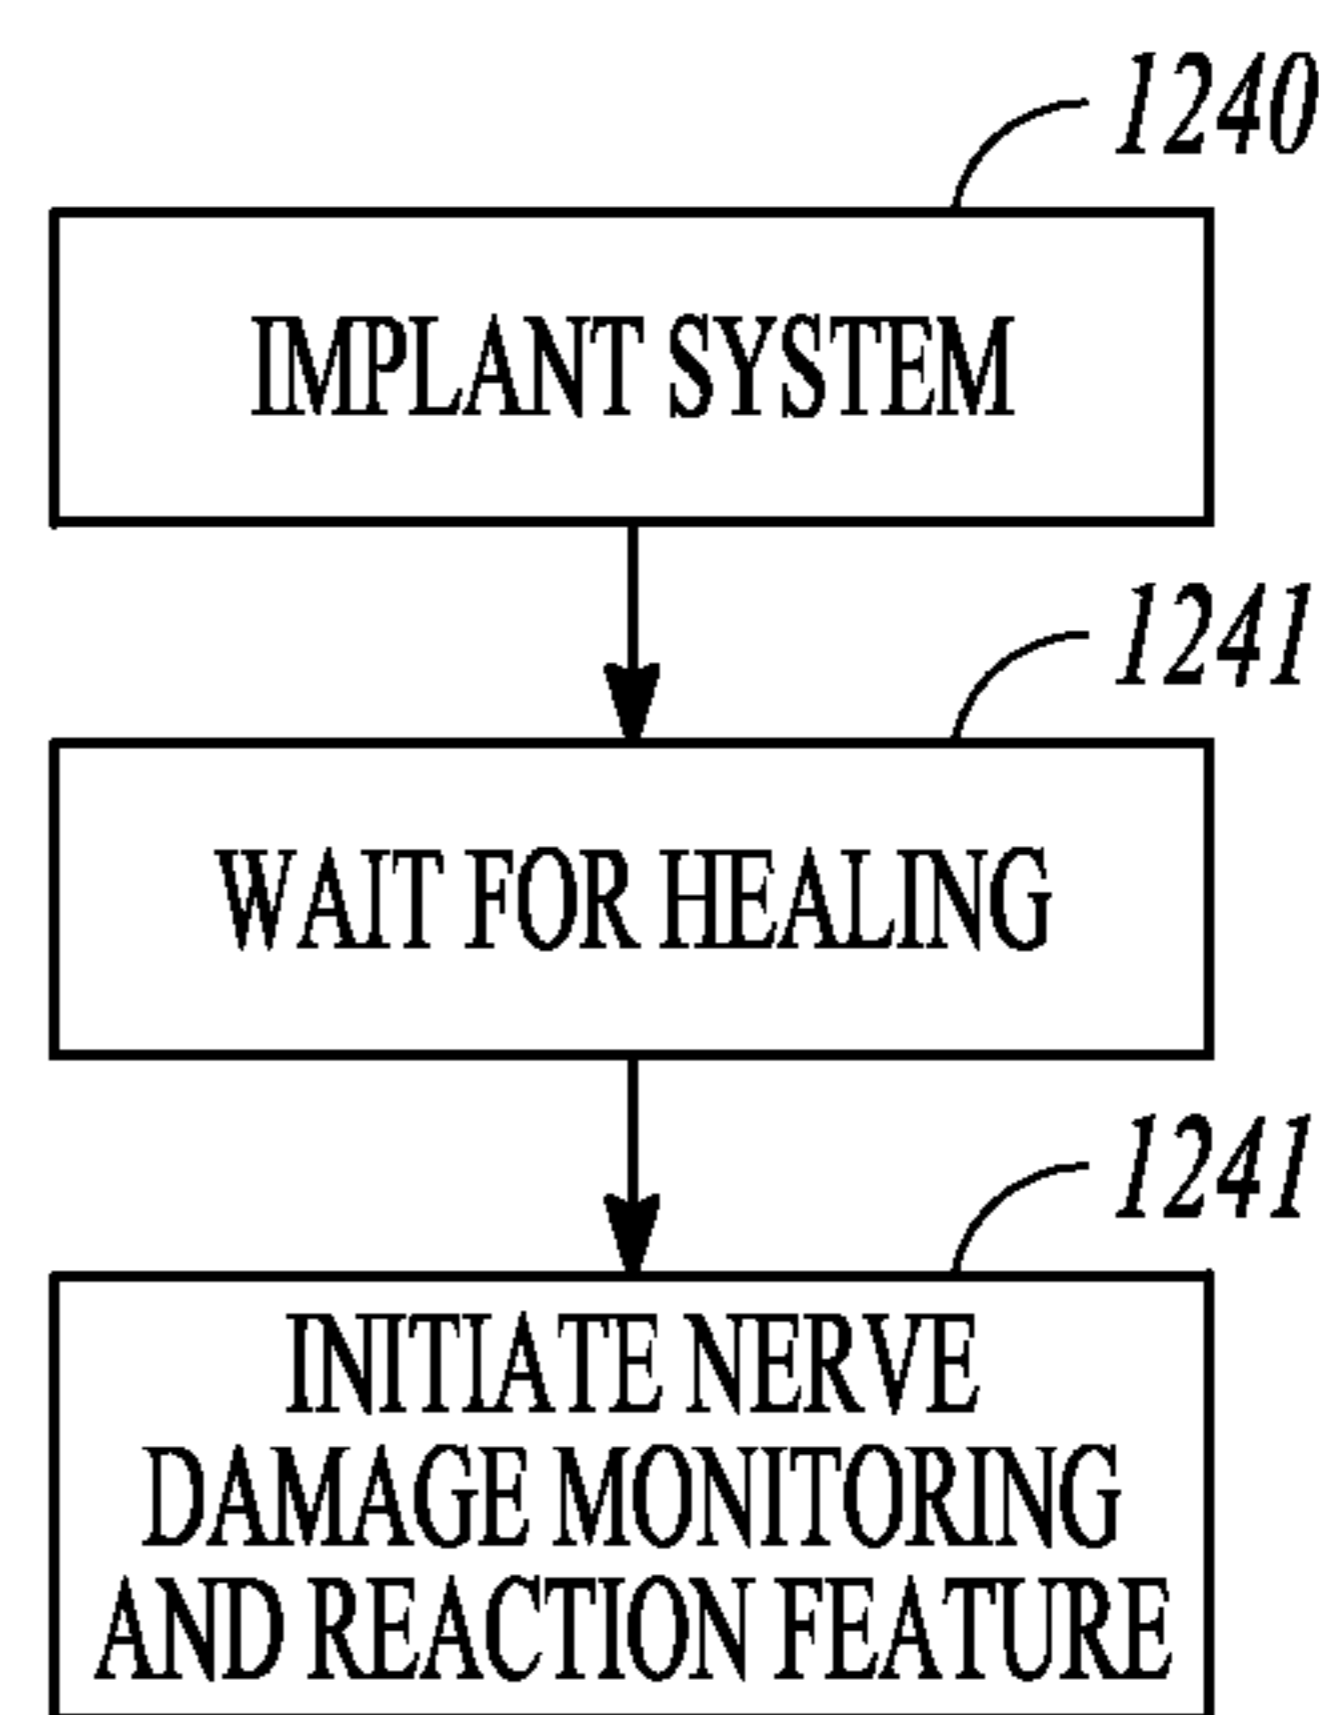 1240
IMPLANT SYSTEM
1241
WAIT FOR HEALING
1241
INITIATE NERVE
DAMAGE MONITORING
AND REACTION FEATURE